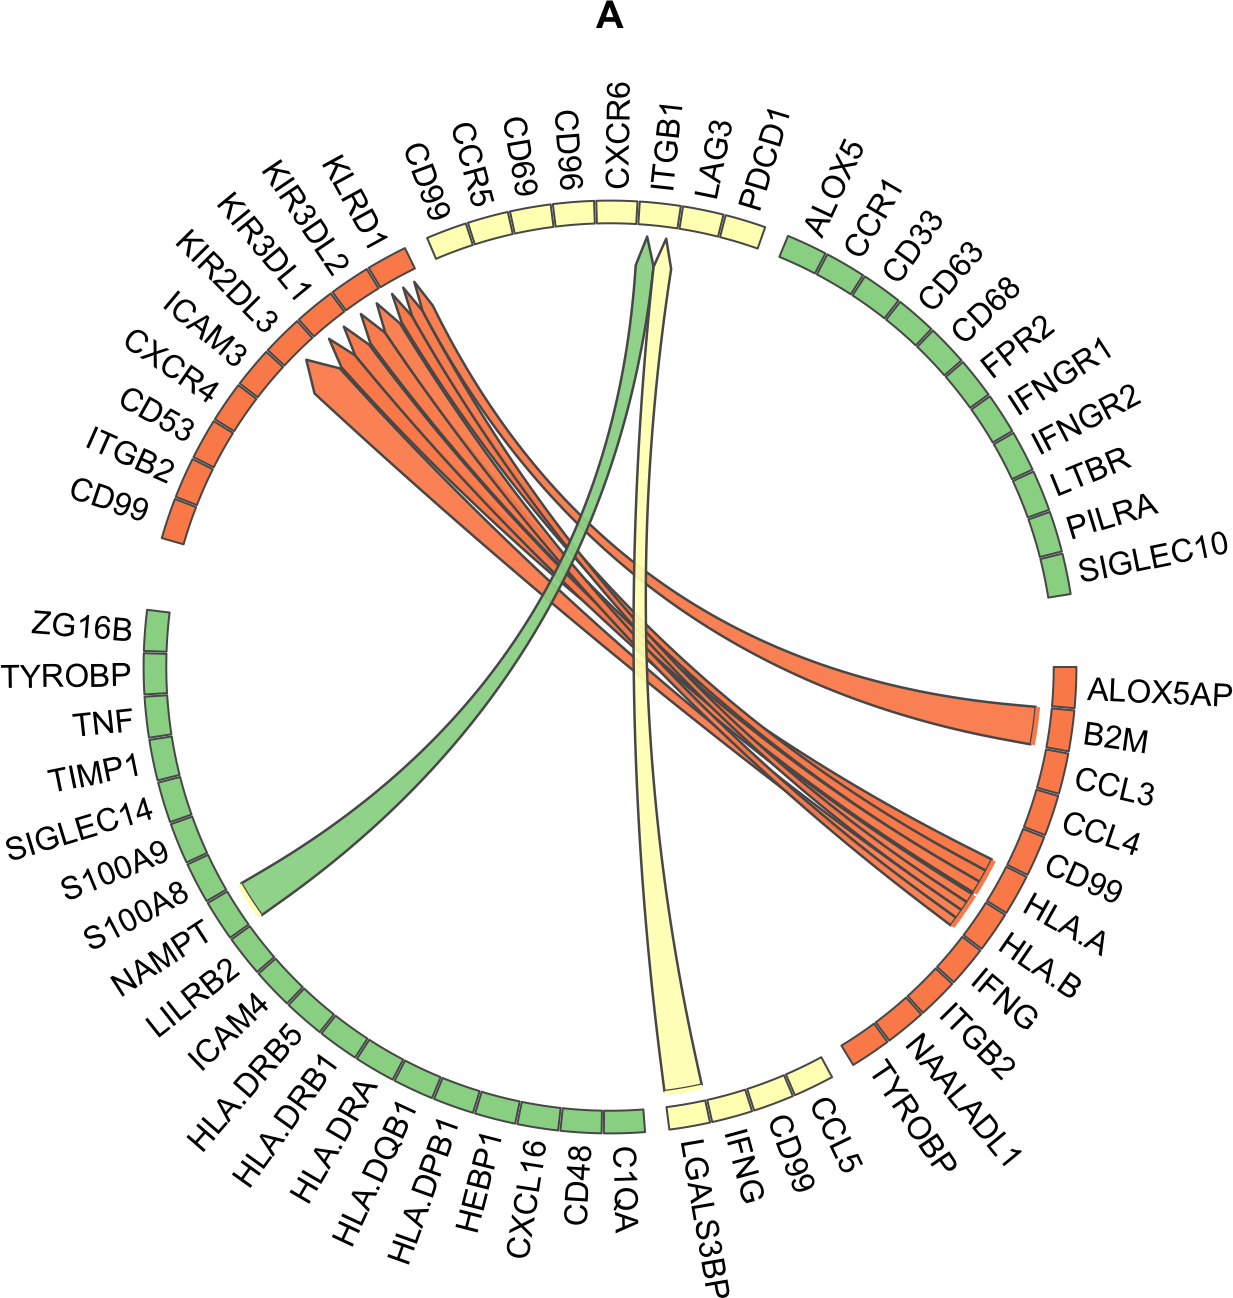 A
CD99
ITGB2
CD53
CXCR4
ICAM3
KIR2DL3
KIR3DL1
KIR3DL2
KLRD1
CD99
CCR5
CD69
CD96
CXCR6
ITGB1
LAG3
PDCD1
ALOX5
CCR1
CD33
CD63
CD68
FPR2
IFNGR1
IFNGR2
LTBR
PILRA
SIGLEC10
ALOX5AP
B2M
CCL3
CCL4
CD99
HLA.A
HLA.B
IFNG
ITGB2
NAALADL1
TYROBP
CCL5
CD99
IFNG
LGALS3BP
C1QA
CD48
CXCL16
HEBP1
HLA.DPB1
HLA.DQB1
HLA.DRA
HLA.DRB1
HLA.DRB5
ICAM4
LILRB2
NAMPT
S100A8
S100A9
SIGLEC14
TIMP1
TNF
TYROBP
ZG16B